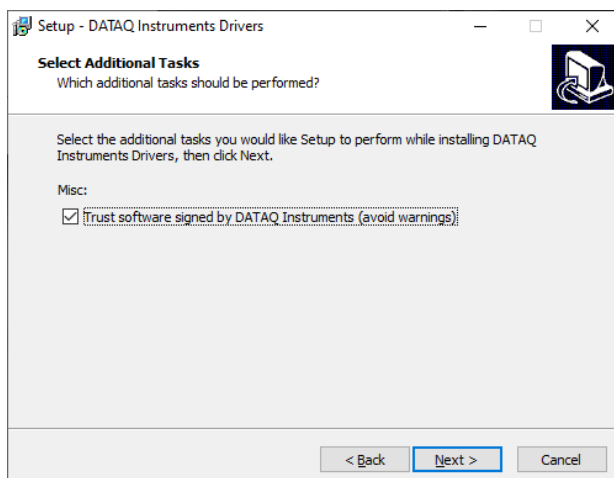 Setup - DATAQ Instruments Drivers
Select Additional Tasks
Which additional tasks should be performed?
Select the additional tasks you would like Setup to perform while installing DATAQ
Instruments Drivers, then click Next.
Misc:
Trust software signed by DATAQ Instruments (avoid warnings)
< Back
Next >
Cancel